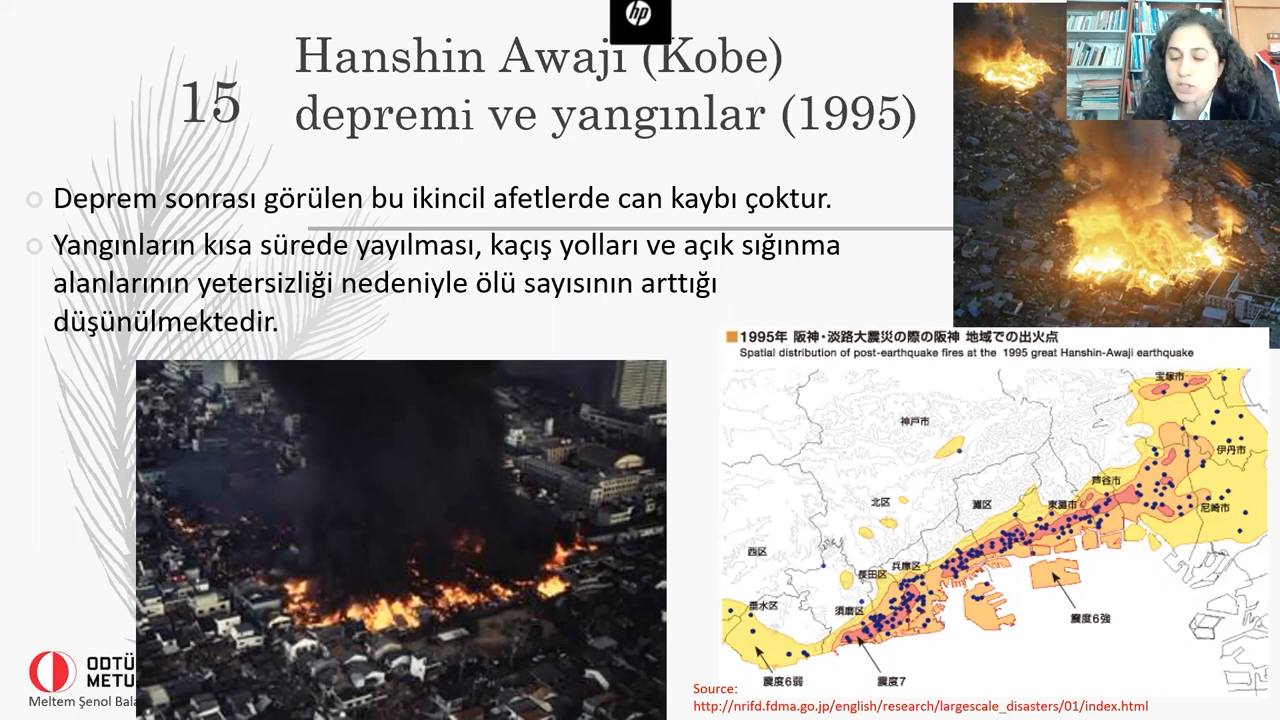 hp
15
Hanshin Awaji (Kobe)
depremi ve yangınlar (1995)
Deprem sonrası görülen bu ikincil afetlerde can kaybı çoktur.
Yangınların kısa sürede yayılması, kaçış yolları ve açık sığınma
alanlarının yetersizliği nedeniyle ölü sayısının arttığı
düşünülmektedir.
1995年 阪神・淡路大震災の際の阪神 地域での出火点
Spatial distribution of post-earthquake fires at the 1995 great Hanshin-Awaji earthquake
宝塚市
神戸市
伊丹市
芦谷市
北区
灘区
東灘市
尼崎市
西区
兵庫区
長田区
垂水区
須磨区
震度6強
震度6弱
震度7
ODTÜ
METU
Meltem Şenol Bala
Source:
http://nrifd.fdma.go.jp/english/research/largescale_disasters/01/index.html